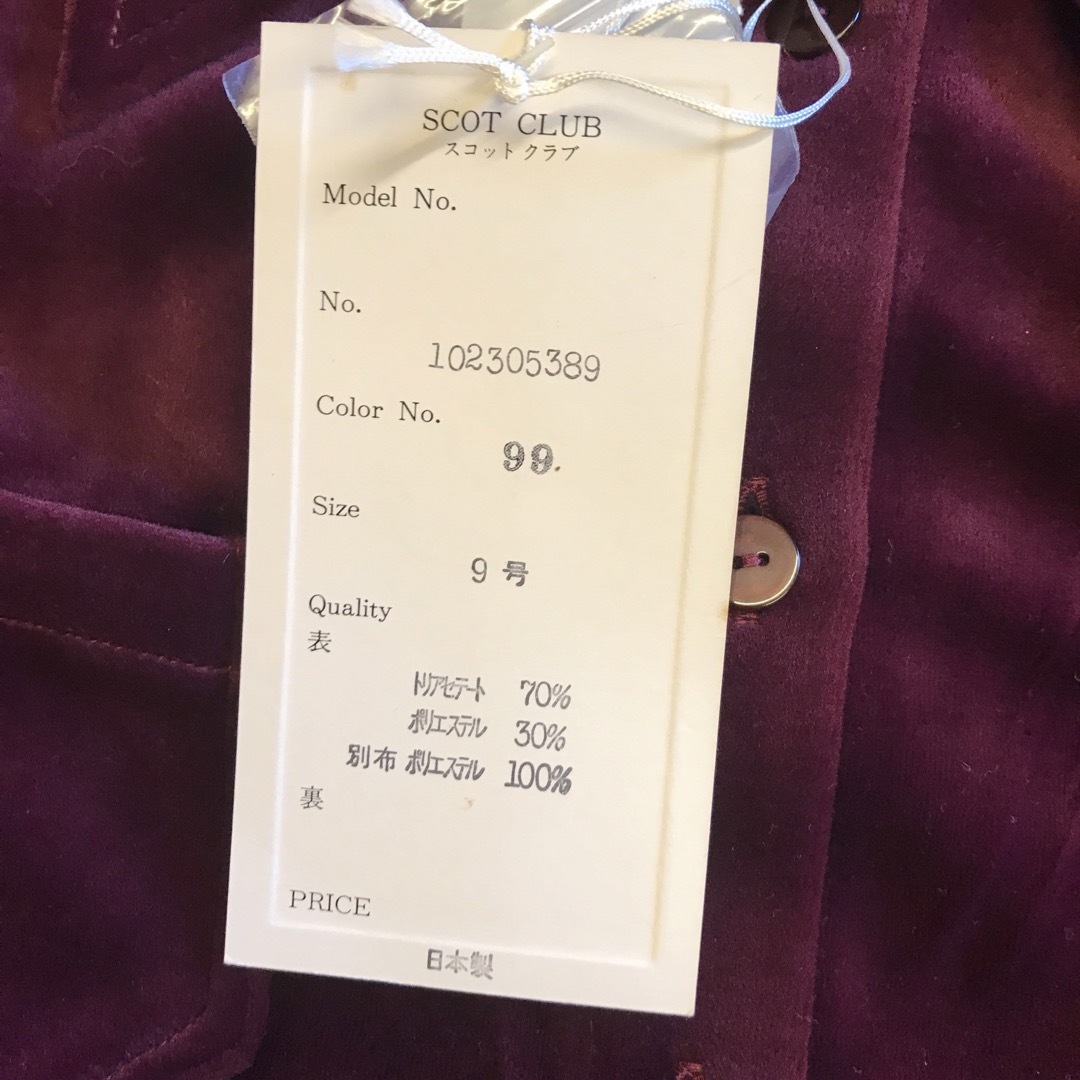 SCOT CLUB
スコットクラブ
Model No.
No.
102305389
Color No.
99.
Size
9号
Quality
表
トリアセテート 70%
ポリエステル 30%
別布 ポリエステル 100%
裏
PRICE
日本製